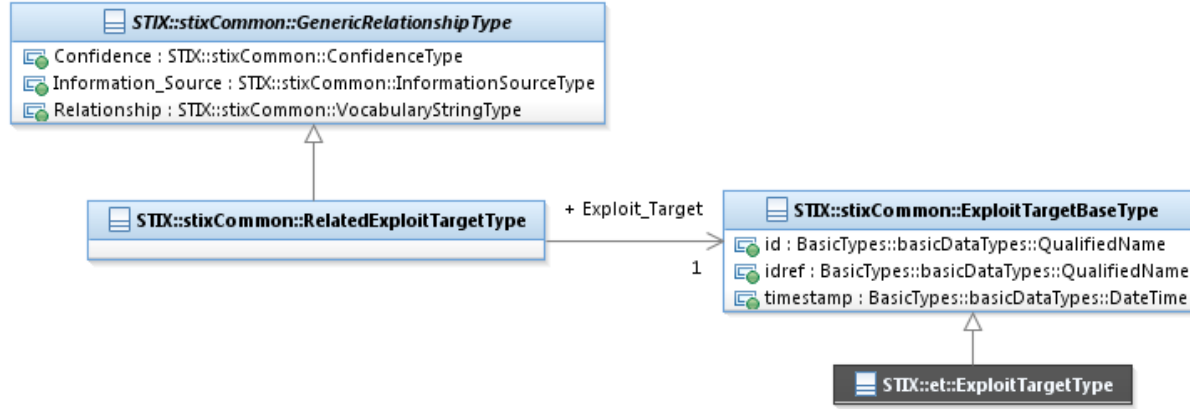 STIX::stixCommon::GenericRelationshipType
Confidence : STIX::stixCommon::ConfidenceType
Information_Source : STIX::stixCommon::InformationSourceType
Relationship : STIX::stixCommon::VocabularyStringType
STIX::stixCommon::RelatedExploitTargetType
+ Exploit_Target
1
STIX::stixCommon::ExploitTargetBaseType
id : BasicTypes::basicDataTypes::QualifiedName
idref : BasicTypes::basicDataTypes::QualifiedName
timestamp : BasicTypes::basicDataTypes::DateTime
STIX::et::ExploitTargetType